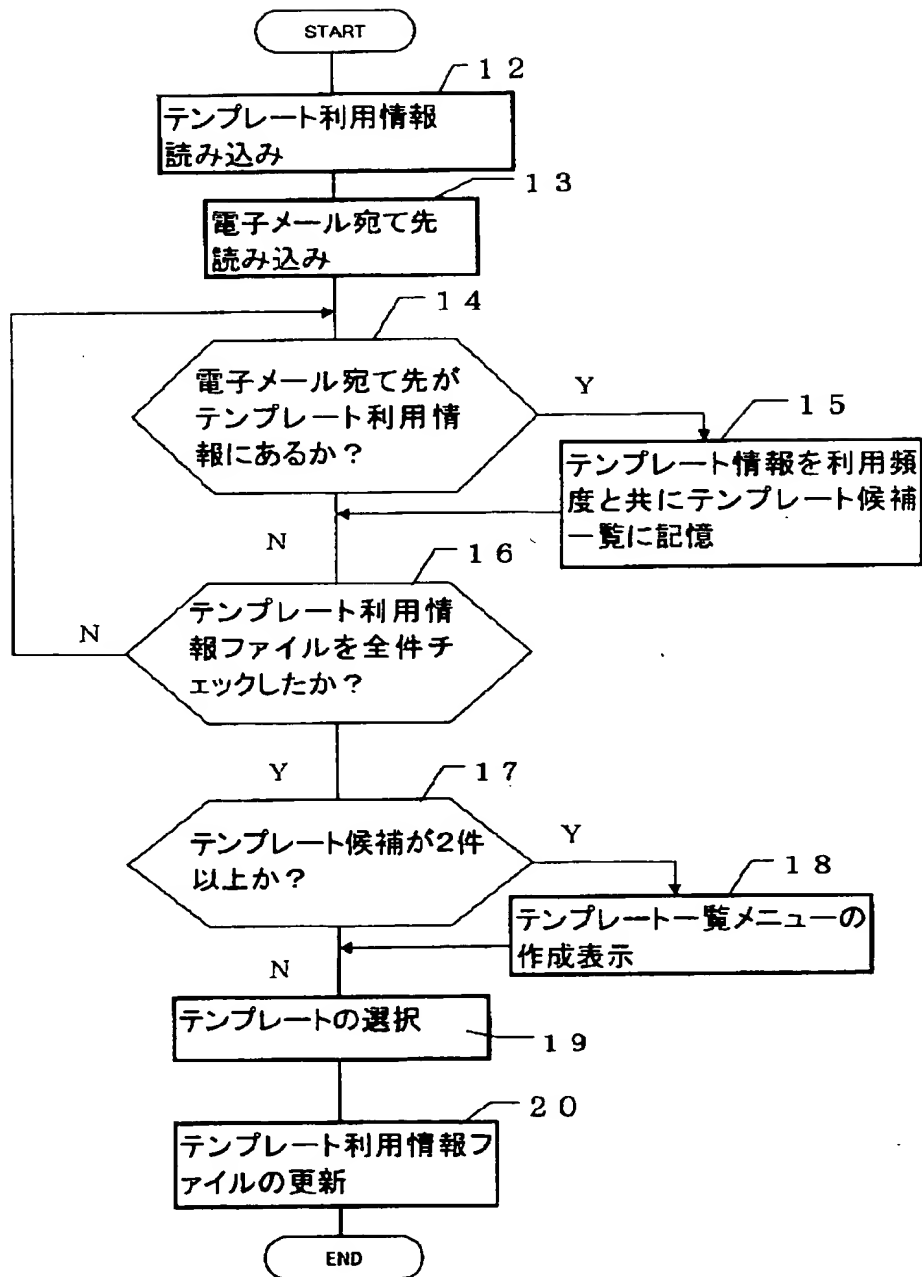 START
12
テンプレート利用情報
読み込み
13
電子メール宛て先
読み込み
14
電子メール宛て先が
テンプレート利用情
報にあるか？
Y
15
テンプレート情報を利用頻
度と共にテンプレート候補
一覧に記憶
N
16
テンプレート利用情
報ファイルを全件チ
ェックしたか？
N
Y
17
テンプレート候補が2件
以上か？
Y
18
テンプレート一覧メニューの
作成表示
N
テンプレートの選択
19
20
テンプレート利用情報フ
ァイルの更新
END